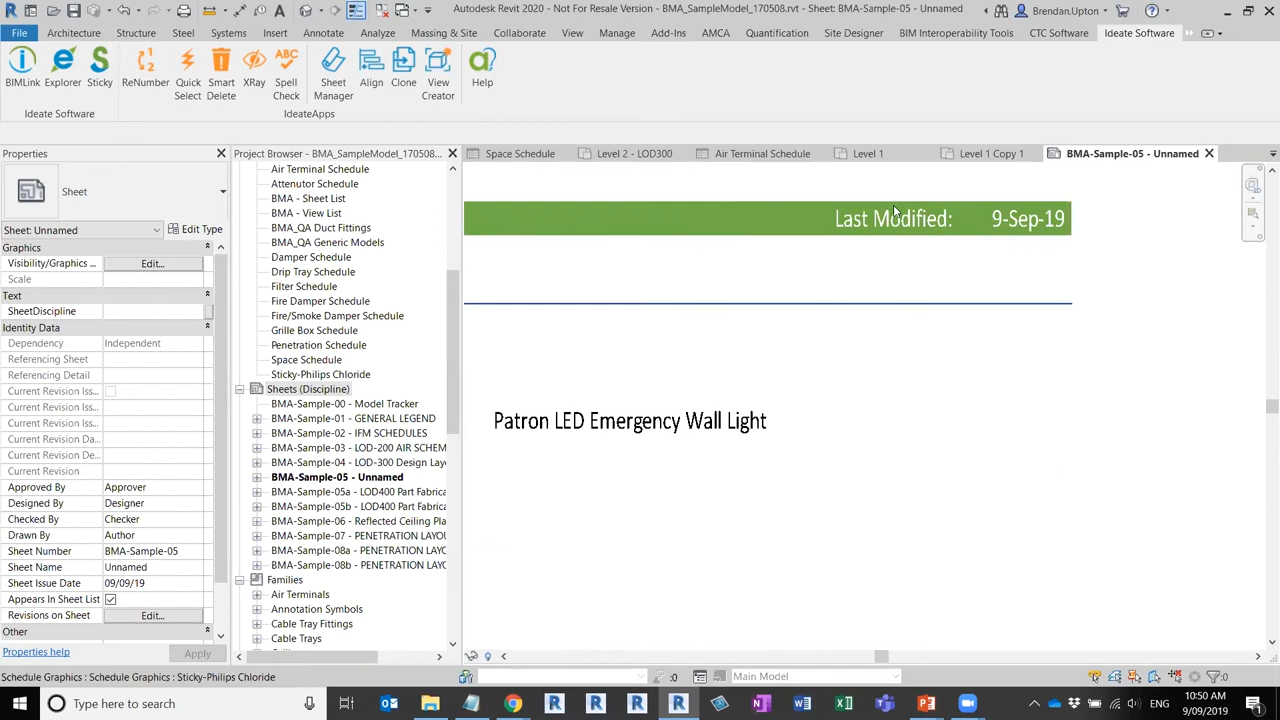 Autodesk Revit 2020 - Not For Resale Version - BMA_SampleModel_170508.rvt - Sheet: BMA-Sample-05 - Unnamed
Brendan.Upton
File Architecture Structure Steel Systems Insert Annotate Analyze Massing & Site Collaborate View Manage Add-Ins AMCA Quantification Site Designer BIM Interoperability Tools CTC Software Ideate Software
BIMLink Explorer Sticky ReNumber Quick Select Smart Delete XRay Spell Check Sheet Manager Align Clone View Creator Help
Ideate Software IdeateApps
Properties
Sheet
Sheet: Unnamed Edit Type
Graphics
Visibility/Graphics ... Edit...
Scale
Text
SheetDiscipline
Identity Data
Dependency Independent
Referencing Sheet
Referencing Detail
Current Revision Iss...
Current Revision Iss...
Current Revision Iss...
Current Revision Da...
Current Revision De...
Current Revision
Approved By Approver
Designed By Designer
Checked By Checker
Drawn By Author
Sheet Number BMA-Sample-05
Sheet Name Unnamed
Sheet Issue Date 09/09/19
Appears In Sheet List
Revisions on Sheet Edit...
Other
Properties help Apply
Project Browser - BMA_SampleModel_170508...
Air Terminal Schedule
Attenutor Schedule
BMA - Sheet List
BMA - View List
BMA_QA Duct Fittings
BMA_QA Generic Models
Damper Schedule
Drip Tray Schedule
Filter Schedule
Fire Damper Schedule
Fire/Smoke Damper Schedule
Grille Box Schedule
Penetration Schedule
Space Schedule
Sticky-Philips Chloride
Sheets (Discipline)
BMA-Sample-00 - Model Tracker
BMA-Sample-01 - GENERAL LEGEND
BMA-Sample-02 - IFM SCHEDULES
BMA-Sample-03 - LOD-200 AIR SCHEM
BMA-Sample-04 - LOD-300 Design Lay
BMA-Sample-05 - Unnamed
BMA-Sample-05a - LOD400 Part Fabrica
BMA-Sample-05b - LOD400 Part Fabrica
BMA-Sample-06 - Reflected Ceiling Pla
BMA-Sample-07 - PENETRATION LAYOU
BMA-Sample-08a - PENETRATION LAYC
BMA-Sample-08b - PENETRATION LAYC
Families
Air Terminals
Annotation Symbols
Cable Tray Fittings
Cable Trays
Space Schedule Level 2 - LOD300 Air Terminal Schedule Level 1 Level 1 Copy 1 BMA-Sample-05 - Unnamed
Last Modified: 9-Sep-19
Patron LED Emergency Wall Light
Schedule Graphics : Schedule Graphics : Sticky-Philips Chloride
:0 Main Model :0
Type here to search
ENG
10:50 AM
9/09/2019